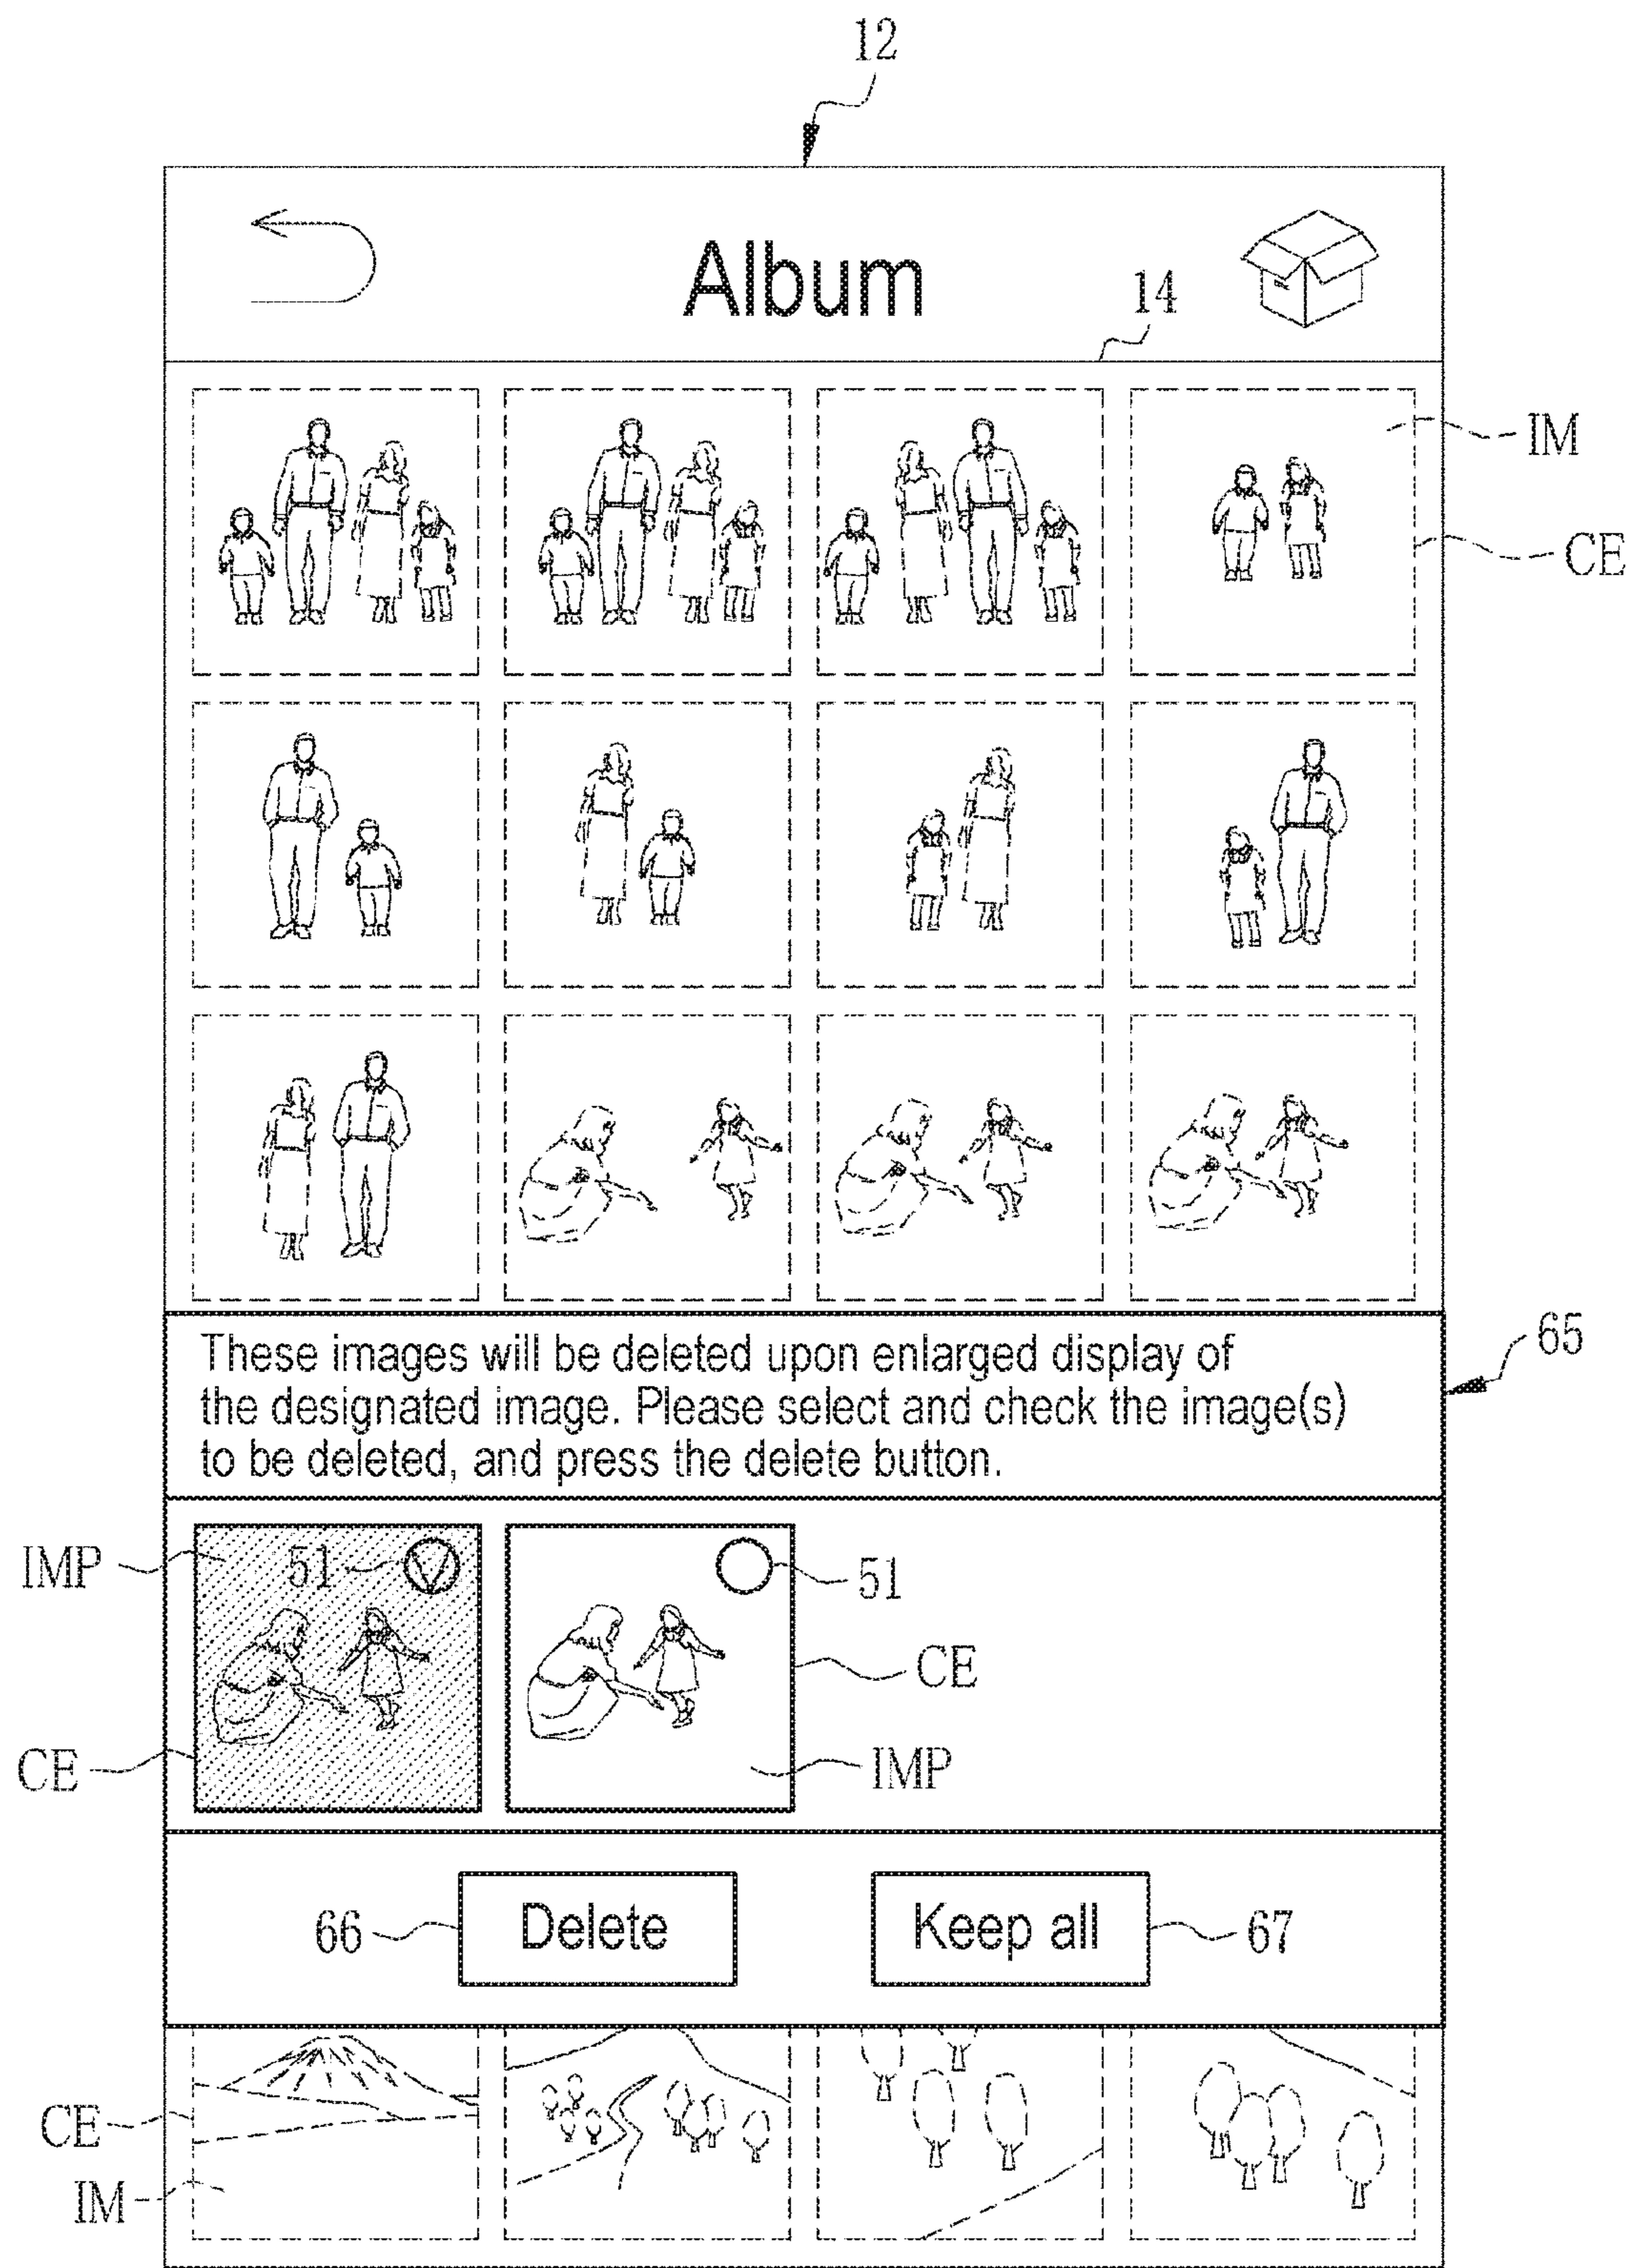 12
Album
14
IM
CE
These images will be deleted upon enlarged display of
the designated image. Please select and check the image(s)
to be deleted, and press the delete button.
65
IMP
51
51
CE
CE
IMP
66
Delete
Keep all
67
CE
IM